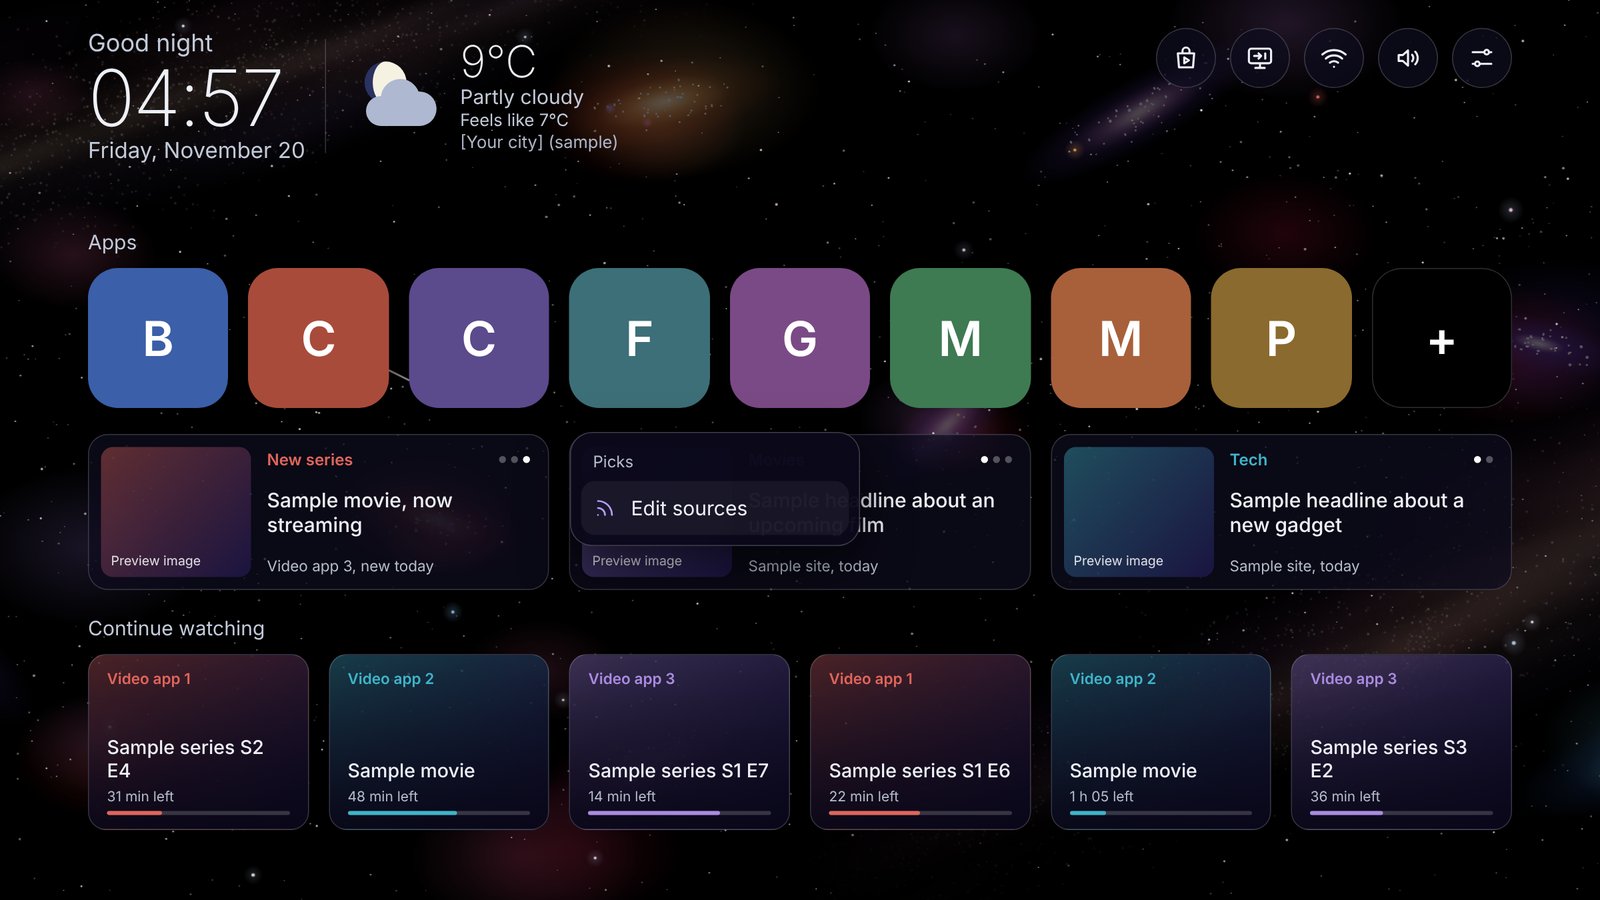 Good night
04:57
Friday, November 20
9°C
Partly cloudy
Feels like 7°C
[Your city] (sample)
Apps
B
C
C
F
G
M
M
P
+
New series
Sample movie, now
streaming
Preview image
Video app 3, new today
Picks
Edit sources
Movies
Sample headline about an
upcoming film
Preview image
Sample site, today
Tech
Sample headline about a
new gadget
Preview image
Sample site, today
Continue watching
Video app 1
Sample series S2
E4
31 min left
Video app 2
Sample movie
48 min left
Video app 3
Sample series S1 E7
14 min left
Video app 1
Sample series S1 E6
22 min left
Video app 2
Sample movie
1 h 05 left
Video app 3
Sample series S3
E2
36 min left